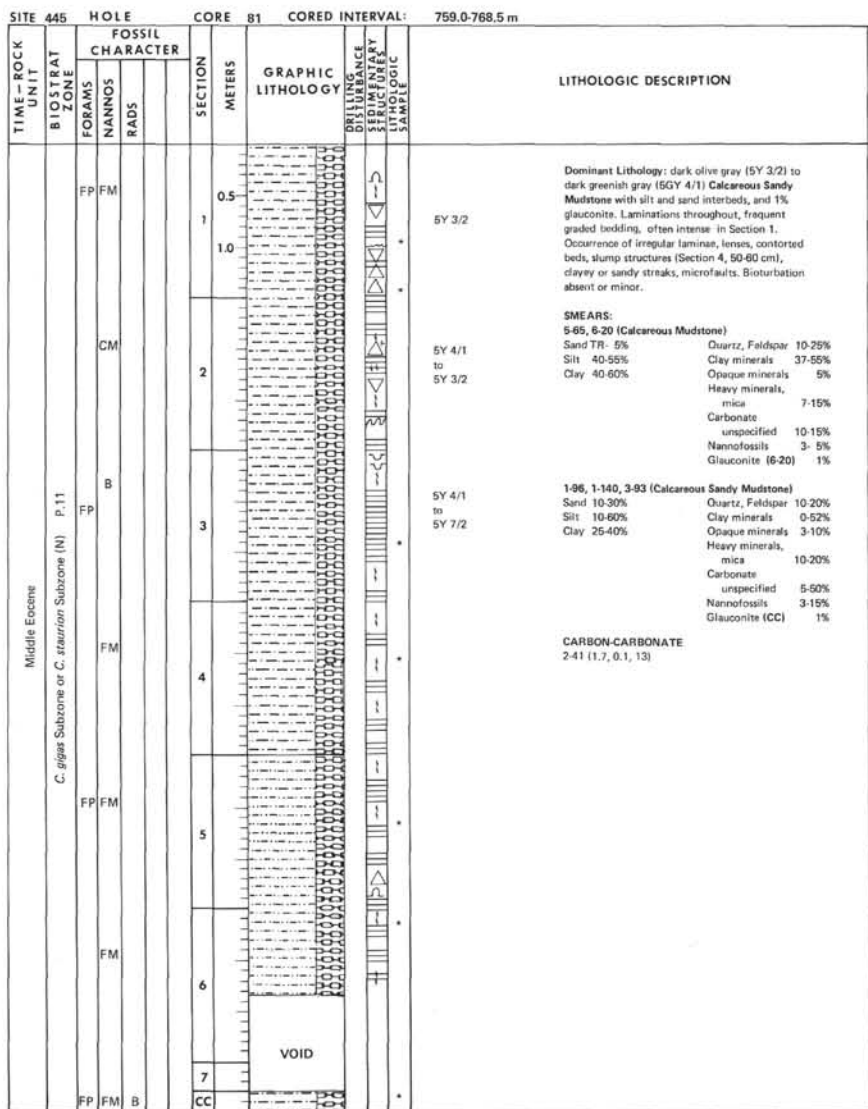 SITE 445 HOLE CORE 81 CORED INTERVAL: 759.0-768.5 m
TIME-ROCK UNIT
BIOSTRAT ZONE
FOSSIL CHARACTER
FORAMS
NANNOS
RADS
SECTION
METERS
GRAPHIC LITHOLOGY
DRILLING DISTURBANCE
SEDIMENTARY STRUCTURES
LITHOLOGIC SAMPLE
LITHOLOGIC DESCRIPTION
Middle Eocene
C. gigas Subzone or C. staurion Subzone (N) P.11
FP FM
CM
B
FP
FM
FP FM
FM
FP FM B
1
0.5
1.0
2
3
4
5
6
VOID
7
CC
*
*
*
*
*
*
*
5Y 3/2
5Y 4/1
to
5Y 3/2
5Y 4/1
to
5Y 7/2
Dominant Lithology: dark olive gray (5Y 3/2) to
dark greenish gray (5GY 4/1) Calcareous Sandy
Mudstone with silt and sand interbeds, and 1%
glauconite. Laminations throughout, frequent
graded bedding, often intense in Section 1.
Occurrence of irregular laminae, lenses, contorted
beds, slump structures (Section 4, 50-60 cm),
clayey or sandy streaks, microfaults. Bioturbation
absent or minor.
SMEARS:
5-65, 6-20 (Calcareous Mudstone)
Sand TR- 5% Quartz, Feldspar 10-25%
Silt 40-55% Clay minerals 37-55%
Clay 40-60% Opaque minerals 5%
Heavy minerals,
mica 7-15%
Carbonate
unspecified 10-15%
Nannofossils 3- 5%
Glauconite (6-20) 1%
1-96, 1-140, 3-93 (Calcareous Sandy Mudstone)
Sand 10-30% Quartz, Feldspar 10-20%
Silt 10-60% Clay minerals 0-52%
Clay 25-40% Opaque minerals 3-10%
Heavy minerals,
mica 10-20%
Carbonate
unspecified 5-50%
Nannofossils 3-15%
Glauconite (CC) 1%
CARBON-CARBONATE
2-41 (1.7, 0.1, 13)